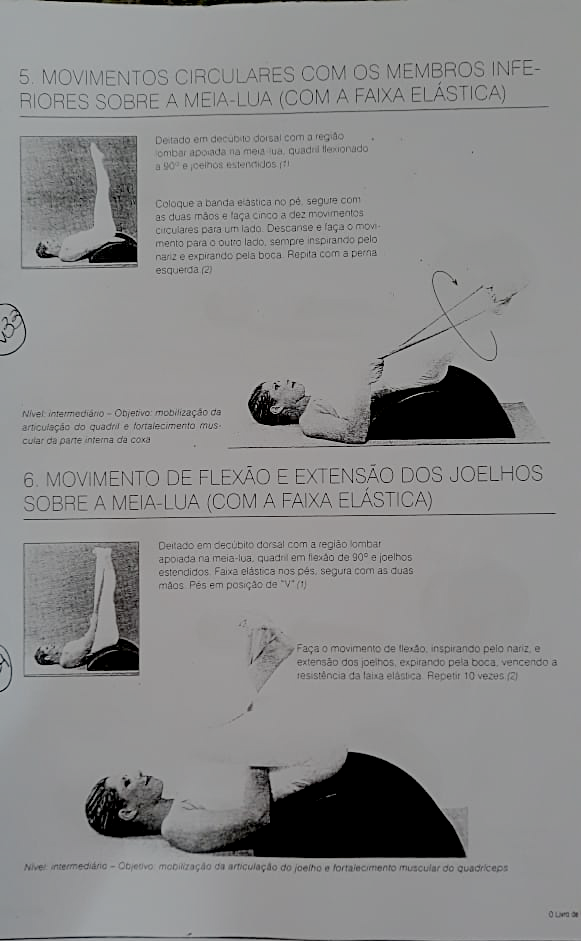 5. MOVIMENTOS CIRCULARES COM OS MEMBROS INFE-
RIORES SOBRE A MEIA-LUA (COM A FAIXA ELÁSTICA)
Deitado em decúbito dorsal com a região
lombar apoiada na meia-lua, quadril flexionado
a 90º e joelhos estendidos.(1)
Coloque a banda elástica no pé, segure com
as duas mãos e faça cinco a dez movimentos
circulares para um lado. Descanse e faça o movi-
mento para o outro lado, sempre inspirando pelo
nariz e expirando pela boca. Repita com a perna
esquerda.(2)
Nível: intermediário – Objetivo: mobilização da
articulação do quadril e fortalecimento mus-
cular da parte interna da coxa
6. MOVIMENTO DE FLEXÃO E EXTENSÃO DOS JOELHOS
SOBRE A MEIA-LUA (COM A FAIXA ELÁSTICA)
Deitado em decúbito dorsal com a região lombar
apoiada na meia-lua, quadril em flexão de 90º e joelhos
estendidos. Faixa elástica nos pés, segura com as duas
mãos. Pés em posição de "V".(1)
Faça o movimento de flexão, inspirando pelo nariz, e
extensão dos joelhos, expirando pela boca, vencendo a
resistência da faixa elástica. Repetir 10 vezes.(2)
Nível: intermediário – Objetivo: mobilização da articulação do joelho e fortalecimento muscular do quadríceps
O Livro de